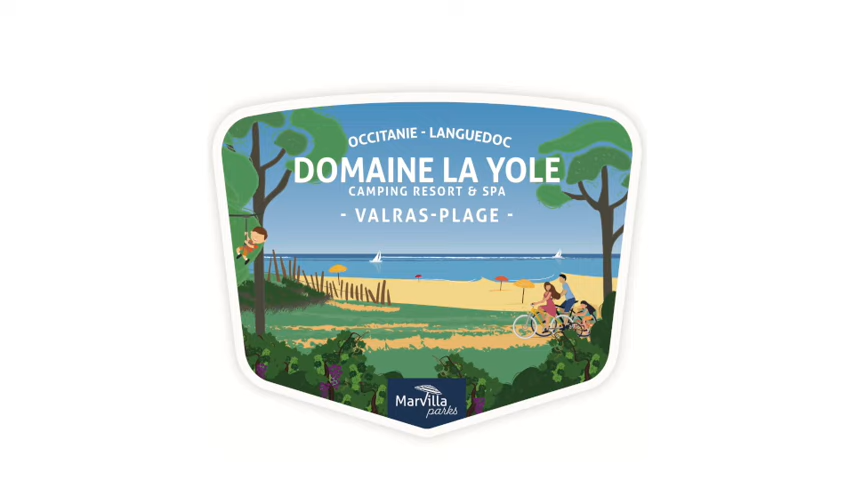 OCCITANIE - LANGUEDOC
DOMAINE LA YOLE
CAMPING RESORT & SPA
- VALRAS-PLAGE -
MarVilla
parks